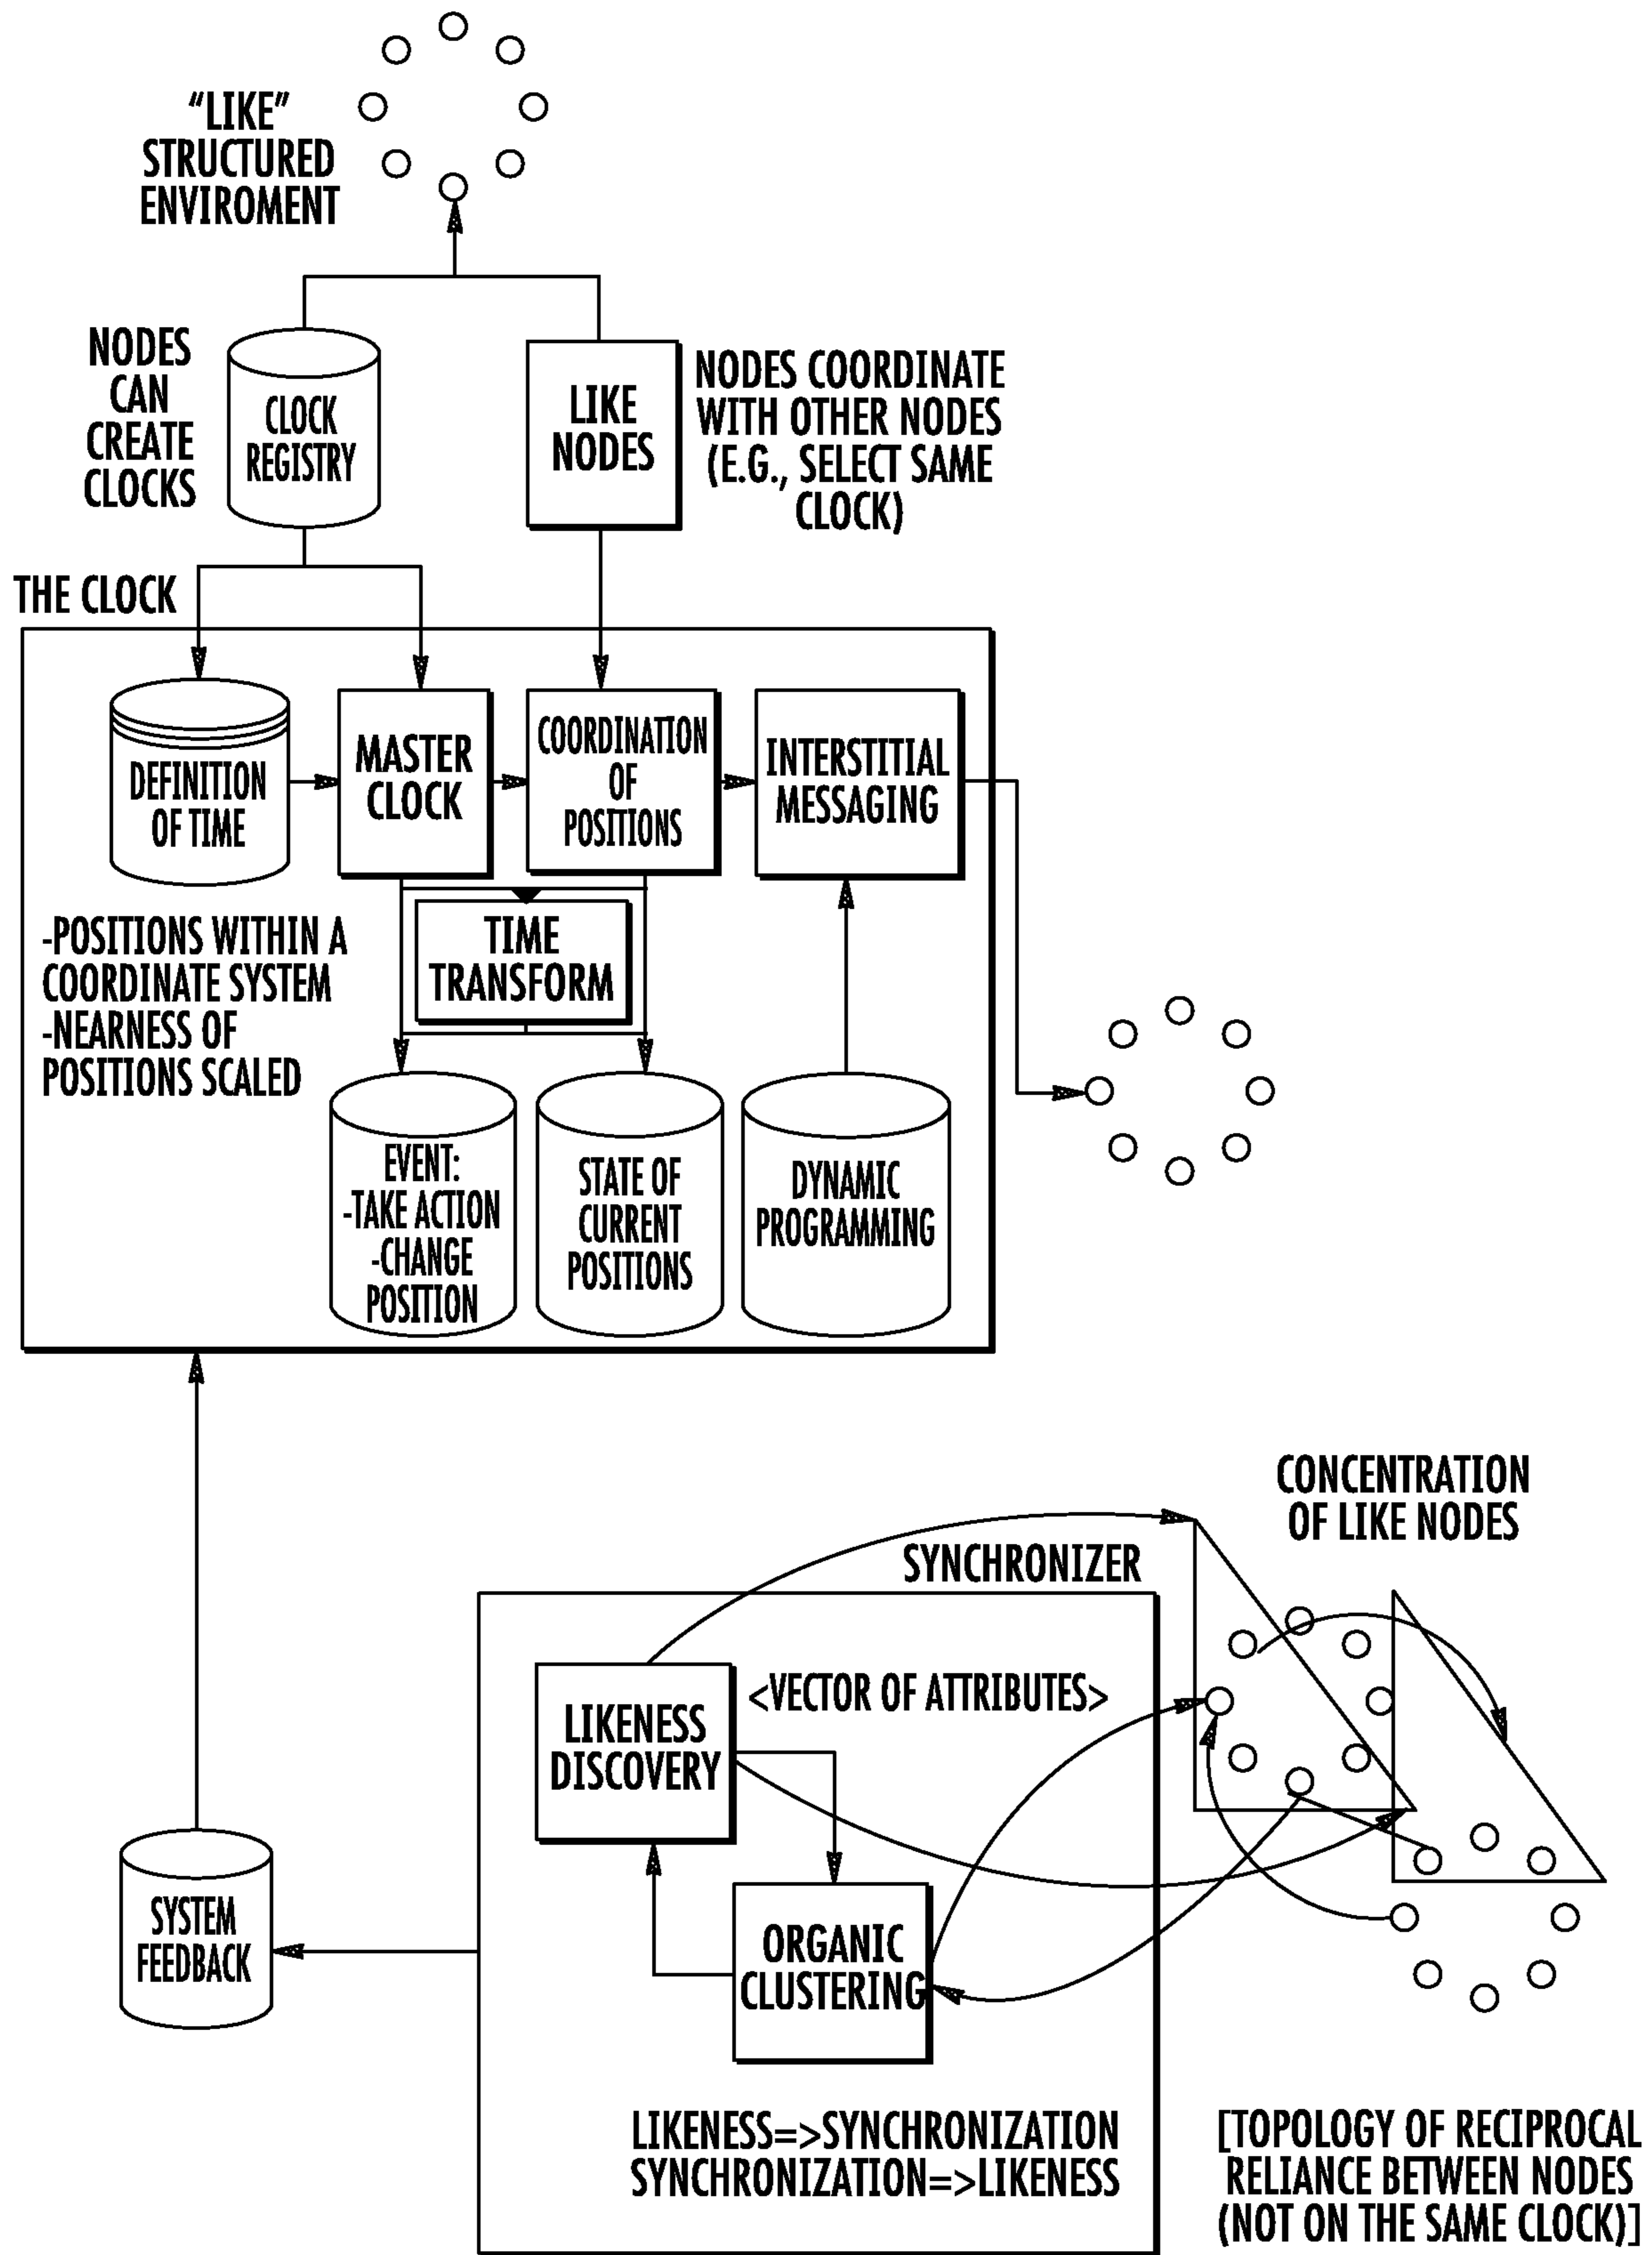 “LIKE”
STRUCTURED
ENVIROMENT
NODES
CAN
CREATE
CLOCKS
CLOCK
REGISTRY
LIKE
NODES
NODES COORDINATE
WITH OTHER NODES
(E.G., SELECT SAME
CLOCK)
THE CLOCK
DEFINITION
OF TIME
MASTER
CLOCK
COORDINATION
OF
POSITIONS
INTERSTITIAL
MESSAGING
-POSITIONS WITHIN A
COORDINATE SYSTEM
-NEARNESS OF
POSITIONS SCALED
TIME
TRANSFORM
EVENT:
-TAKE ACTION
-CHANGE
POSITION
STATE OF
CURRENT
POSITIONS
DYNAMIC
PROGRAMMING
CONCENTRATION
OF LIKE NODES
SYNCHRONIZER
LIKENESS
DISCOVERY
<VECTOR OF ATTRIBUTES>
SYSTEM
FEEDBACK
ORGANIC
CLUSTERING
LIKENESS=>SYNCHRONIZATION
SYNCHRONIZATION=>LIKENESS
[TOPOLOGY OF RECIPROCAL
RELIANCE BETWEEN NODES
(NOT ON THE SAME CLOCK)]